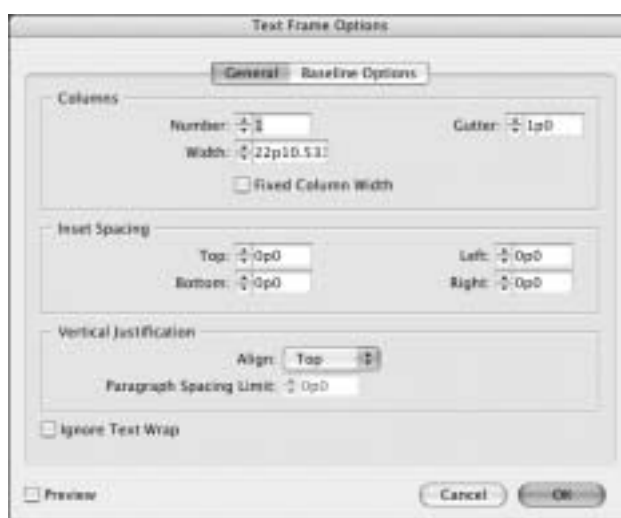 Text Frame Options
General Baseline Options
Columns
Number: 1 Gutter: 1p0
Width: 22p10.53
Fixed Column Width
Inset Spacing
Top: 0p0 Left: 0p0
Bottom: 0p0 Right: 0p0
Vertical Justification
Align: Top
Paragraph Spacing Limit: 0p0
Ignore Text Wrap
Preview Cancel OK